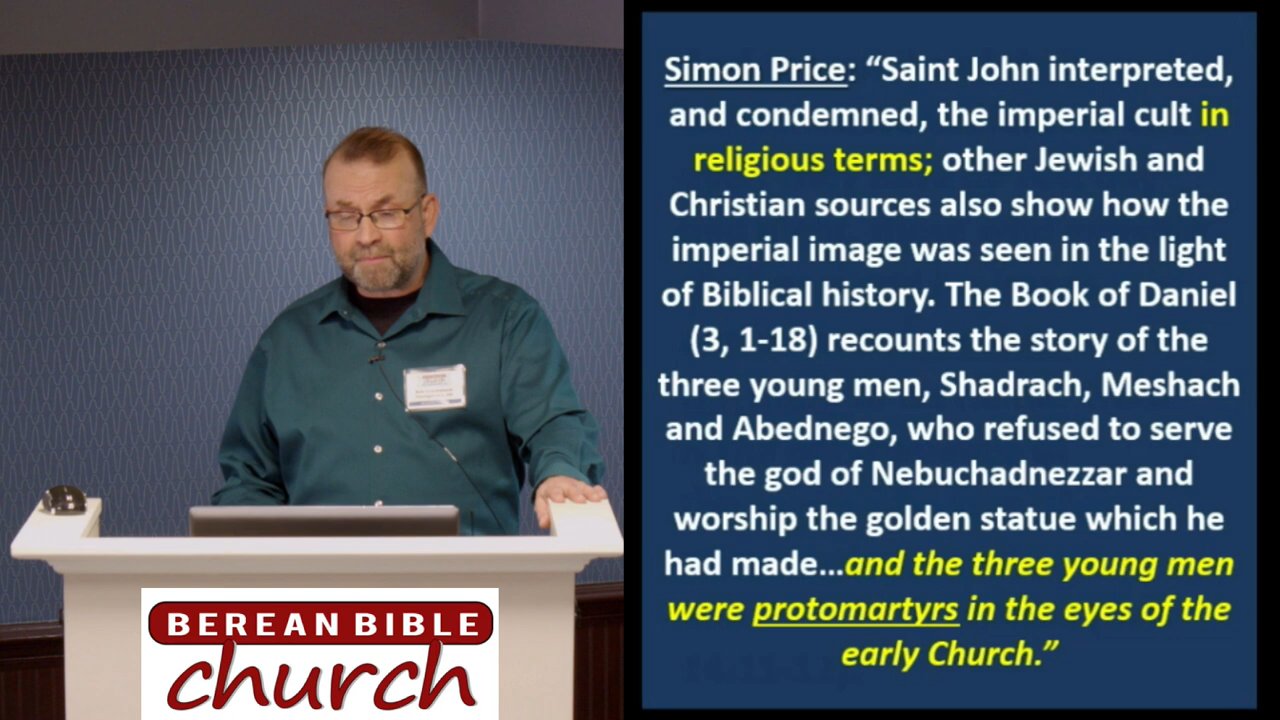 Simon Price: “Saint John interpreted,
and condemned, the imperial cult in
religious terms; other Jewish and
Christian sources also show how the
imperial image was seen in the light
of Biblical history. The Book of Daniel
(3, 1-18) recounts the story of the
three young men, Shadrach, Meshach
and Abednego, who refused to serve
the god of Nebuchadnezzar and
worship the golden statue which he
had made...and the three young men
were protomartyrs in the eyes of the
early Church.”
BEREAN BIBLE
church